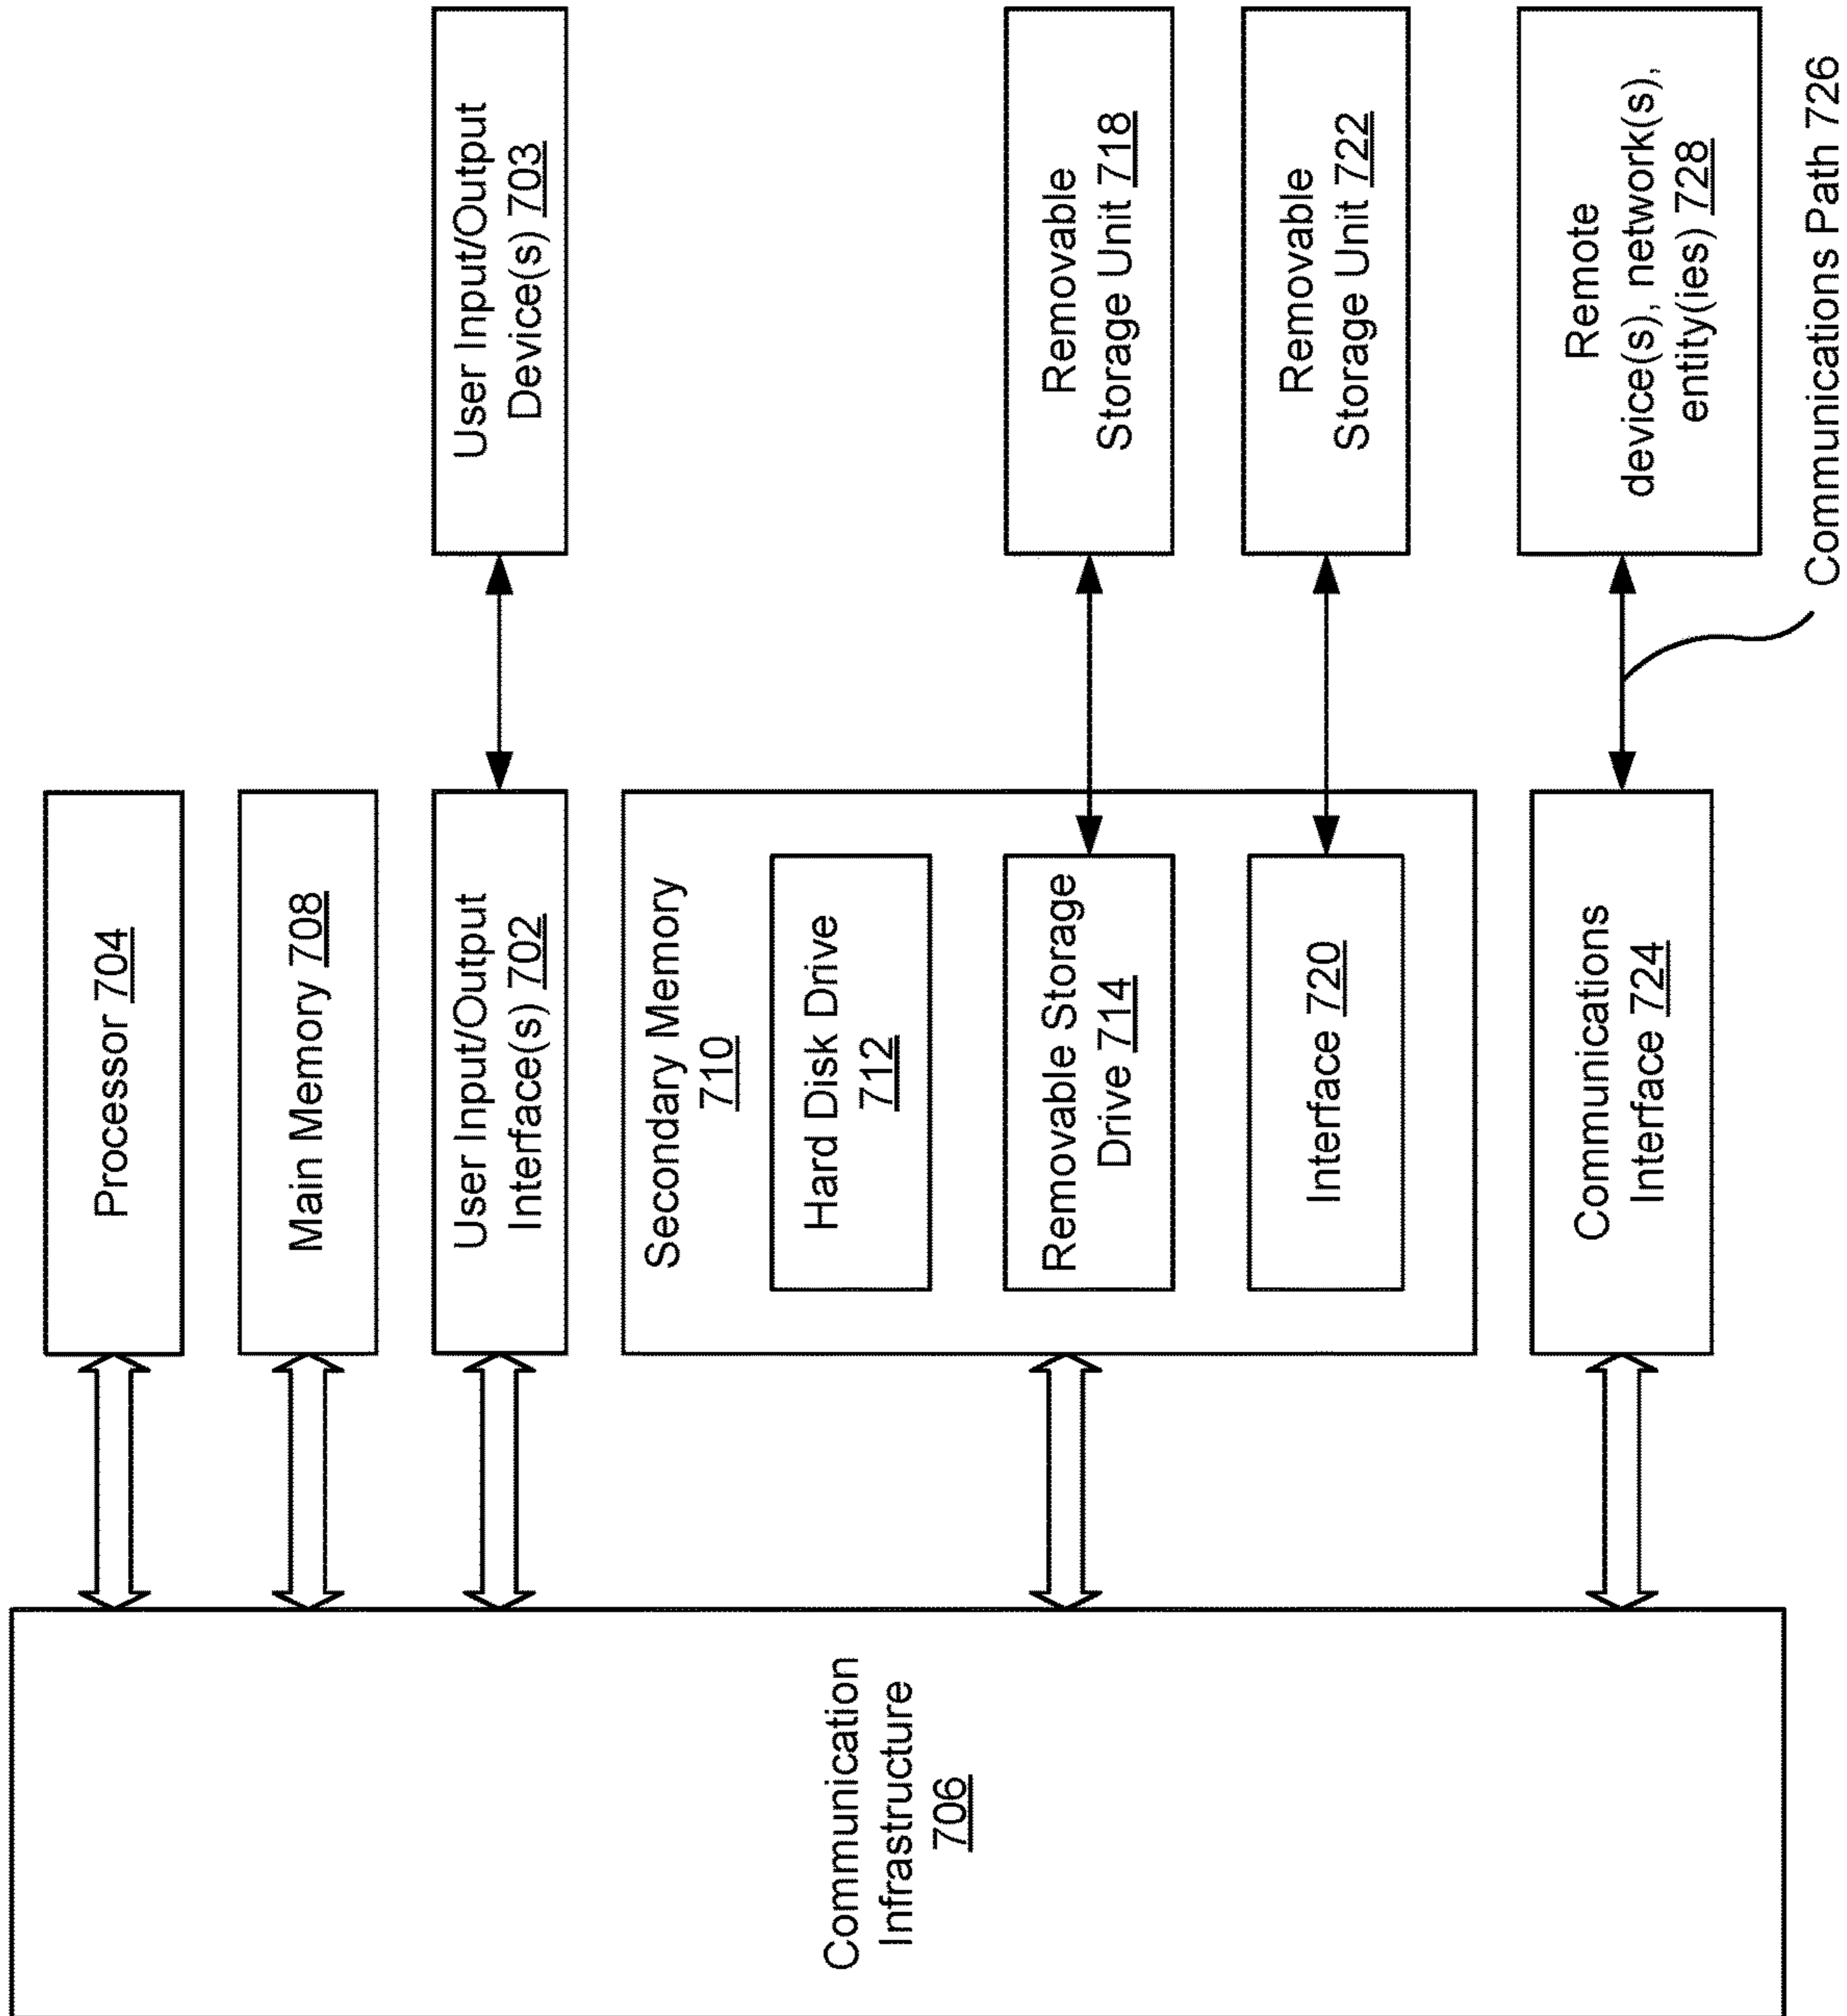 Processor 704
Main Memory 708
User Input/Output
Interface(s) 702
User Input/Output
Device(s) 703
Secondary Memory
710
Hard Disk Drive
712
Removable Storage
Drive 714
Removable
Storage Unit 718
Interface 720
Removable
Storage Unit 722
Communications
Interface 724
Remote
device(s), network(s),
entity(ies) 728
Communications Path 726
Communication
Infrastructure
706